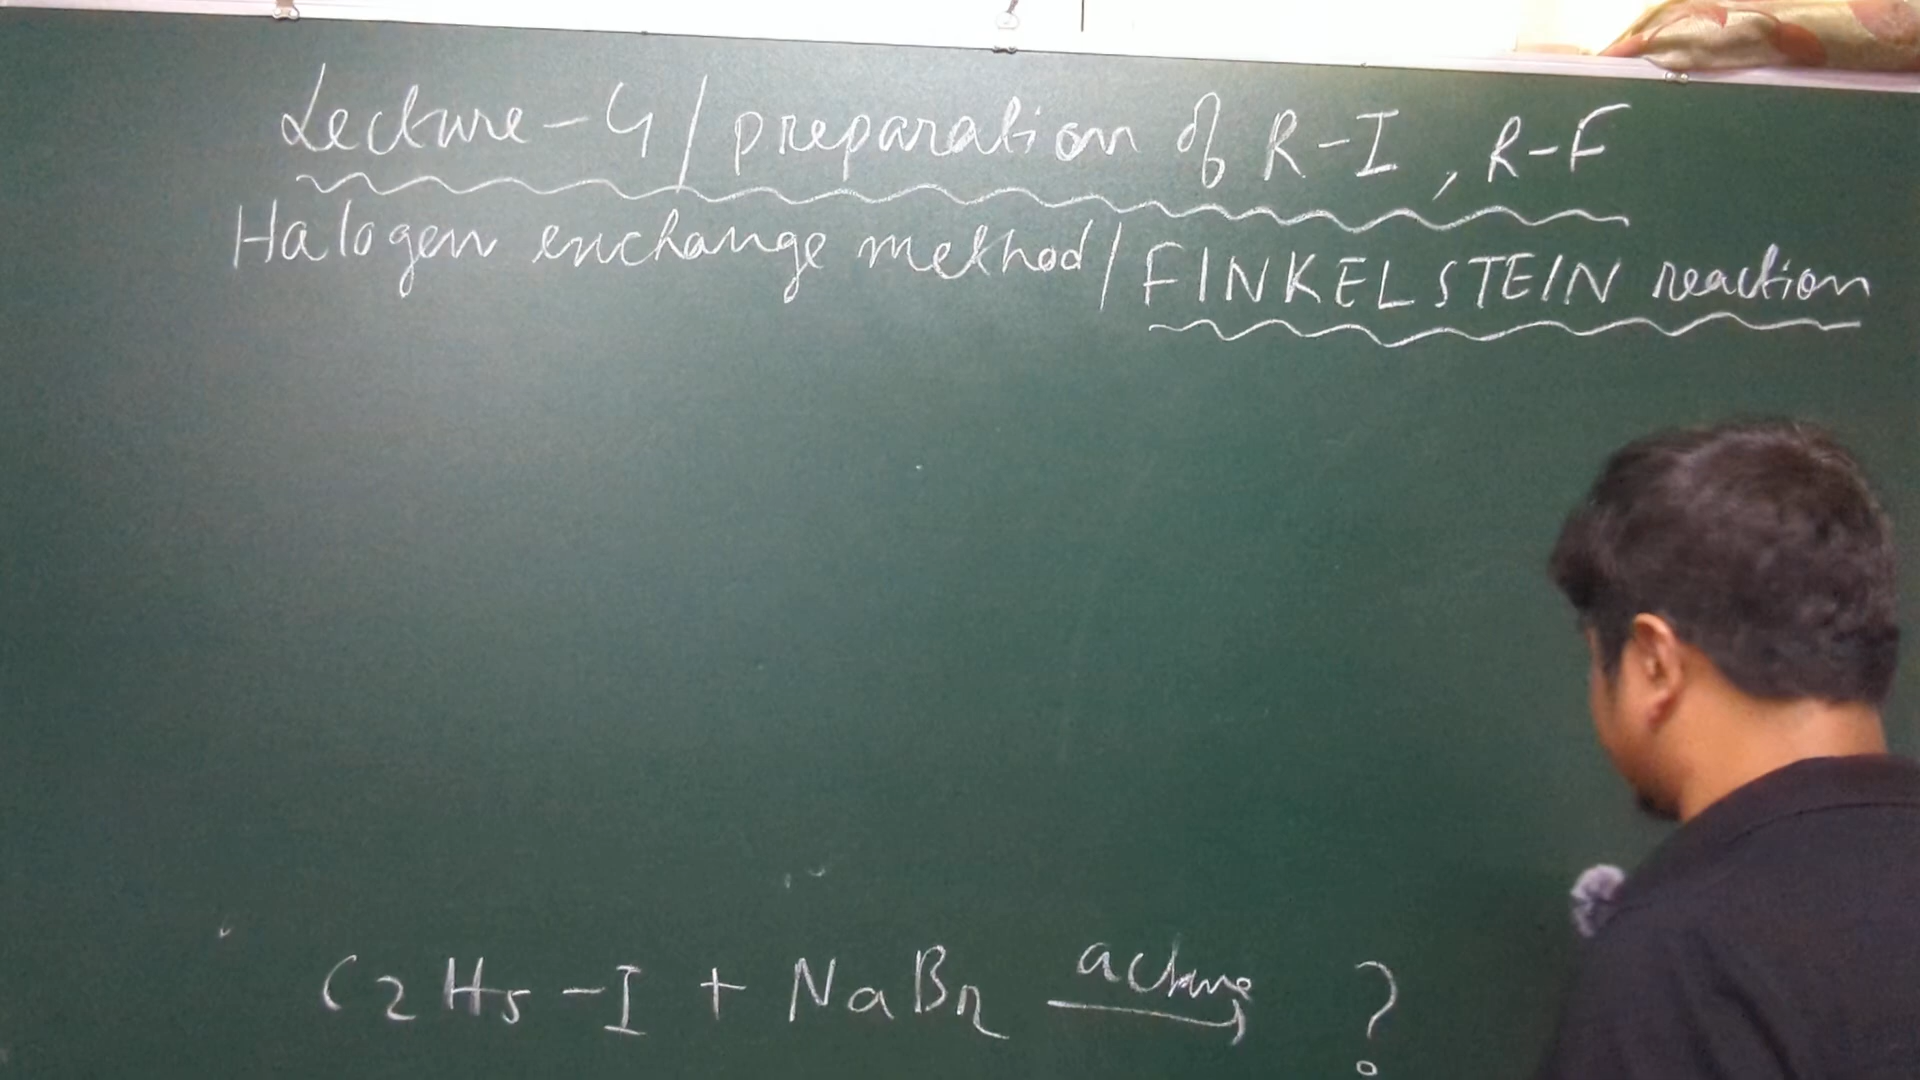 Lecture-4/preparation of R-I, R-F
Halogen exchange method/FINKELSTEIN reaction
C2H5-I + NaBr acetone → ?